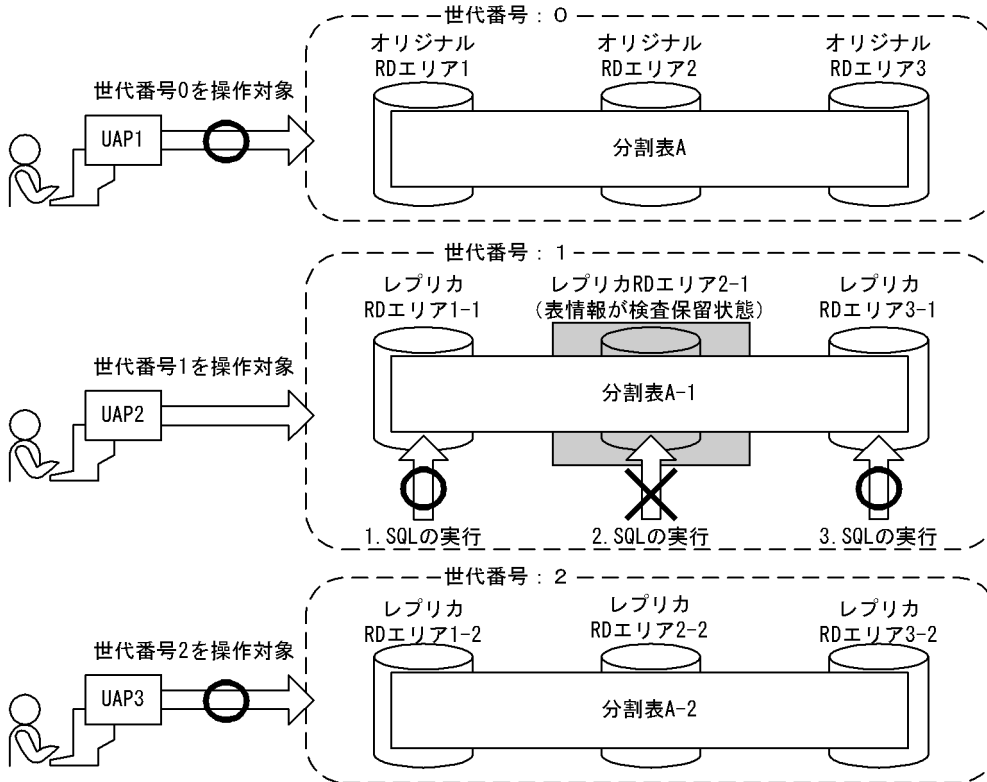 世代番号：0
オリジナル
RDエリア1
オリジナル
RDエリア2
オリジナル
RDエリア3
世代番号0を操作対象
UAP1
分割表A
世代番号：1
レプリカ
RDエリア1-1
レプリカRDエリア2-1
(表情報が検査保留状態)
レプリカ
RDエリア3-1
世代番号1を操作対象
UAP2
分割表A-1
1.SQLの実行
2.SQLの実行
3.SQLの実行
世代番号：2
レプリカ
RDエリア1-2
レプリカ
RDエリア2-2
レプリカ
RDエリア3-2
世代番号2を操作対象
UAP3
分割表A-2